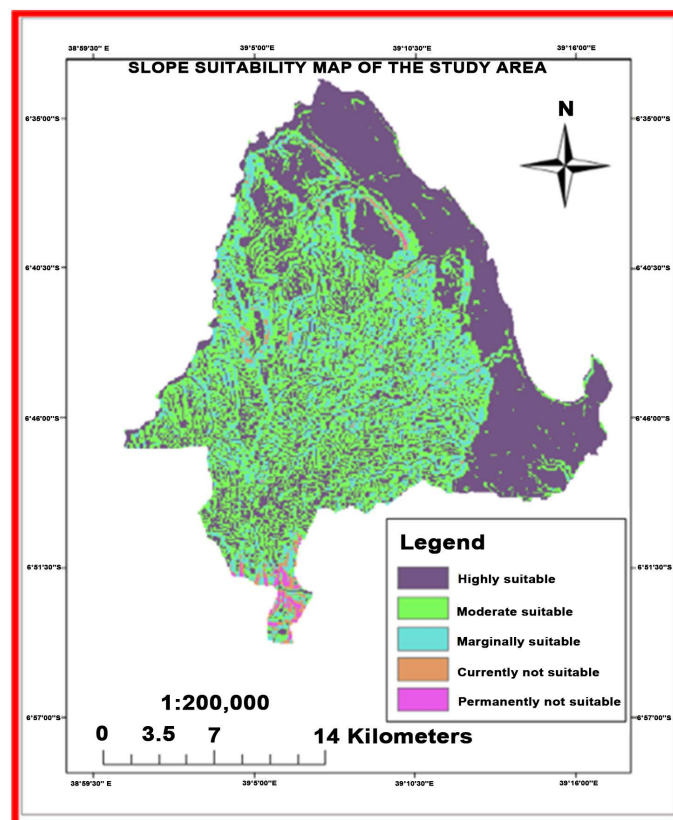 38°59'30" E 39°5'00"E 39°10'30"E 39°16'00"E
SLOPE SUITABILITY MAP OF THE STUDY AREA
6°35'00"S 6°35'00"S
N
6°40'30"S 6°40'30"S
6°46'00"S 6°46'00"S
Legend
Highly suitable
6°51'30"S 6°51'30"S
Moderate suitable
Marginally suitable
Currently not suitable
Permanently not suitable
1:200,000
6°57'00"S 6°57'00"S
0 3.5 7 14 Kilometers
38°59'30" E 39°5'00"E 39°10'30"E 39°16'00"E